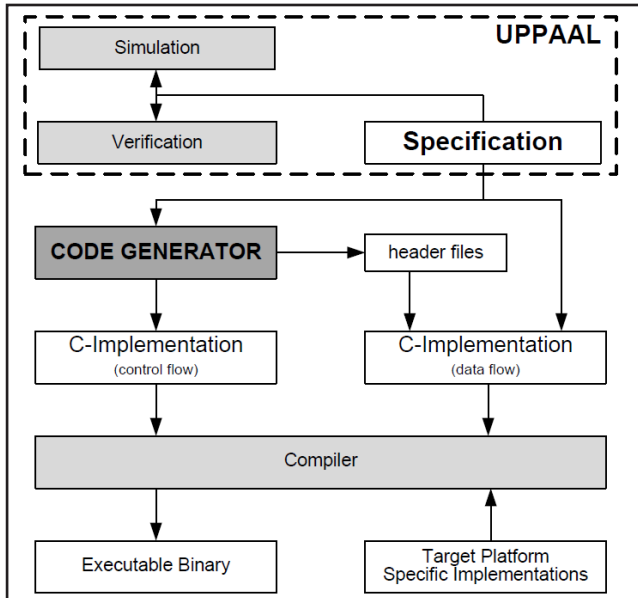 UPPAAL
Simulation
Verification
Specification
CODE GENERATOR
header files
C-Implementation
(control flow)
C-Implementation
(data flow)
Compiler
Executable Binary
Target Platform
Specific Implementations